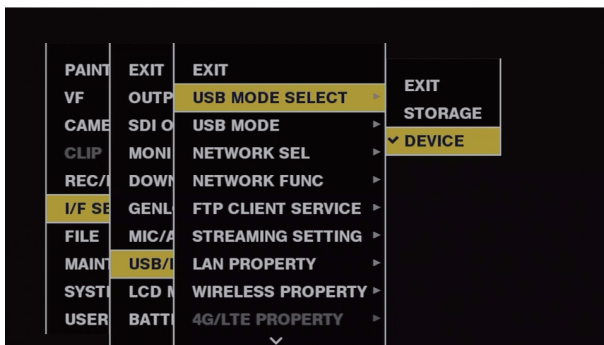 PAINT
VF
CAME
CLIP
REC/
I/F SE
FILE
MAINT
SYSTI
USER
EXIT
OUTP
SDI O
MONI
DOWN
GENL
MIC/A
USB/
LCD
BATT
EXIT
USB MODE SELECT
USB MODE
NETWORK SEL
NETWORK FUNC
FTP CLIENT SERVICE
STREAMING SETTING
LAN PROPERTY
WIRELESS PROPERTY
4G/LTE PROPERTY
EXIT
STORAGE
DEVICE